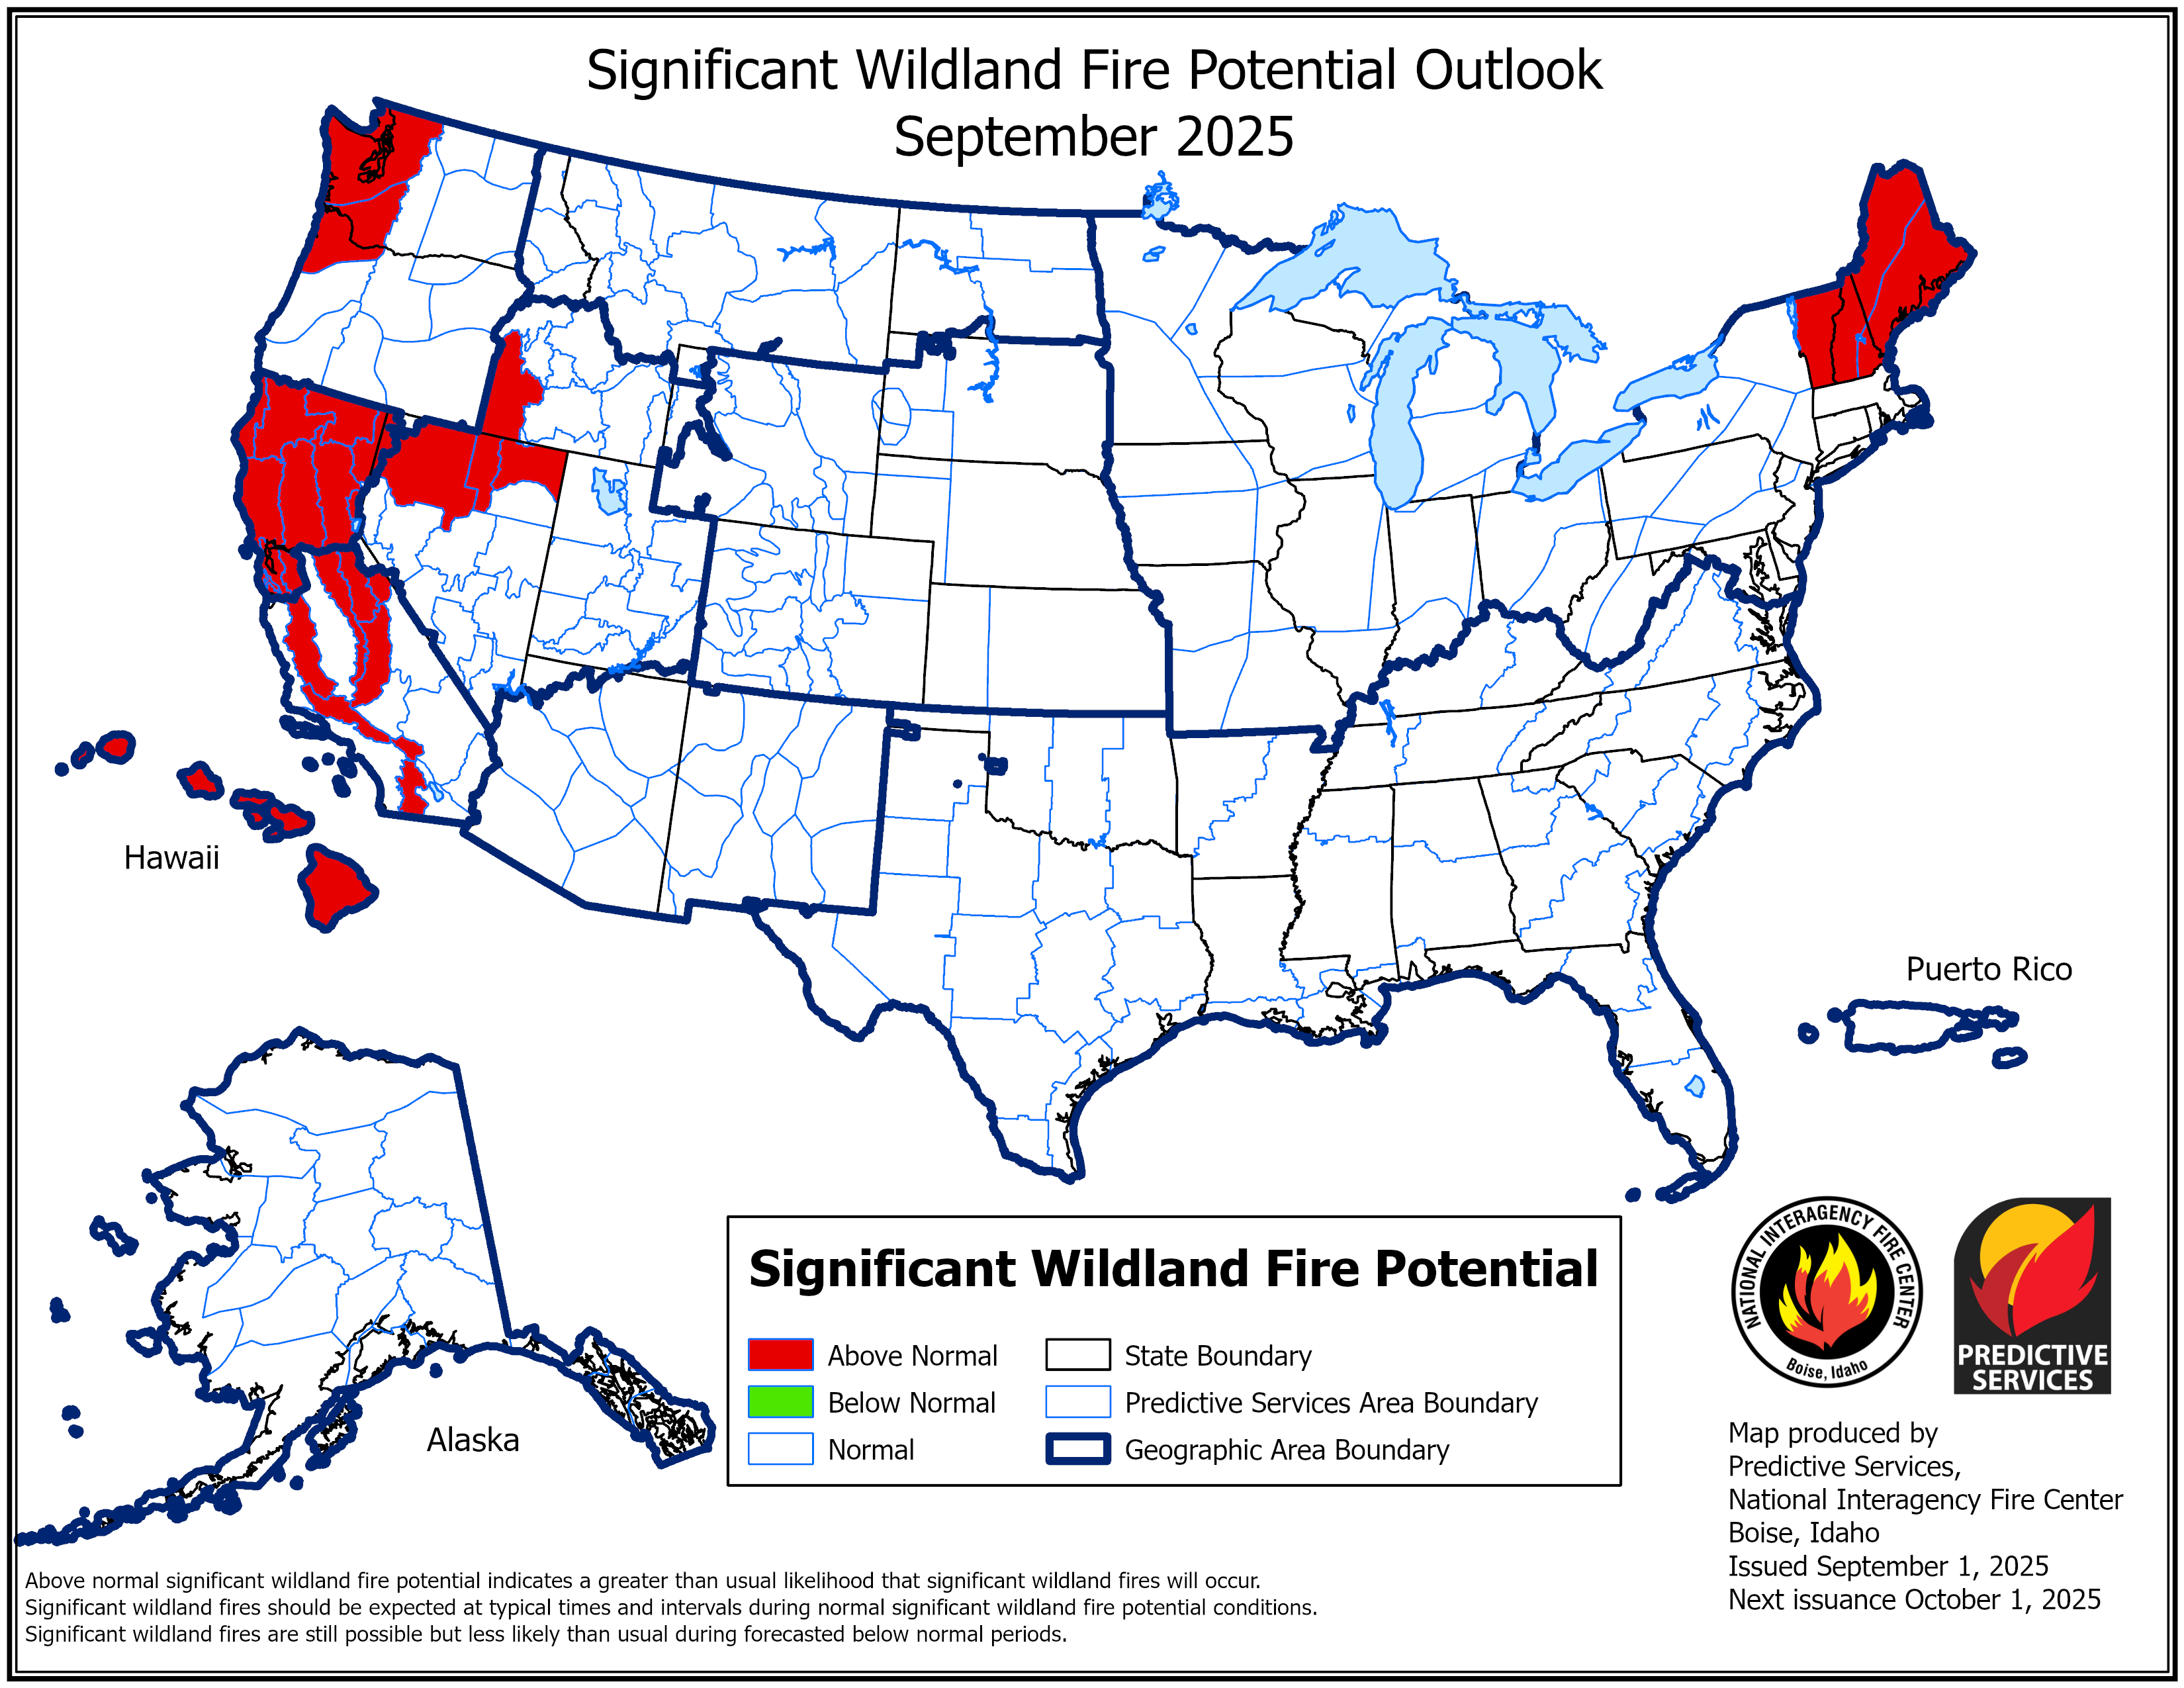 Significant Wildland Fire Potential Outlook
September 2025
Hawaii
Puerto Rico
Alaska
Significant Wildland Fire Potential
Above Normal
Below Normal
Normal
State Boundary
Predictive Services Area Boundary
Geographic Area Boundary
NATIONAL INTERAGENCY FIRE CENTER
Boise, Idaho
PREDICTIVE
SERVICES
Map produced by
Predictive Services,
National Interagency Fire Center
Boise, Idaho
Issued September 1, 2025
Next issuance October 1, 2025
Above normal significant wildland fire potential indicates a greater than usual likelihood that significant wildland fires will occur.
Significant wildland fires should be expected at typical times and intervals during normal significant wildland fire potential conditions.
Significant wildland fires are still possible but less likely than usual during forecasted below normal periods.